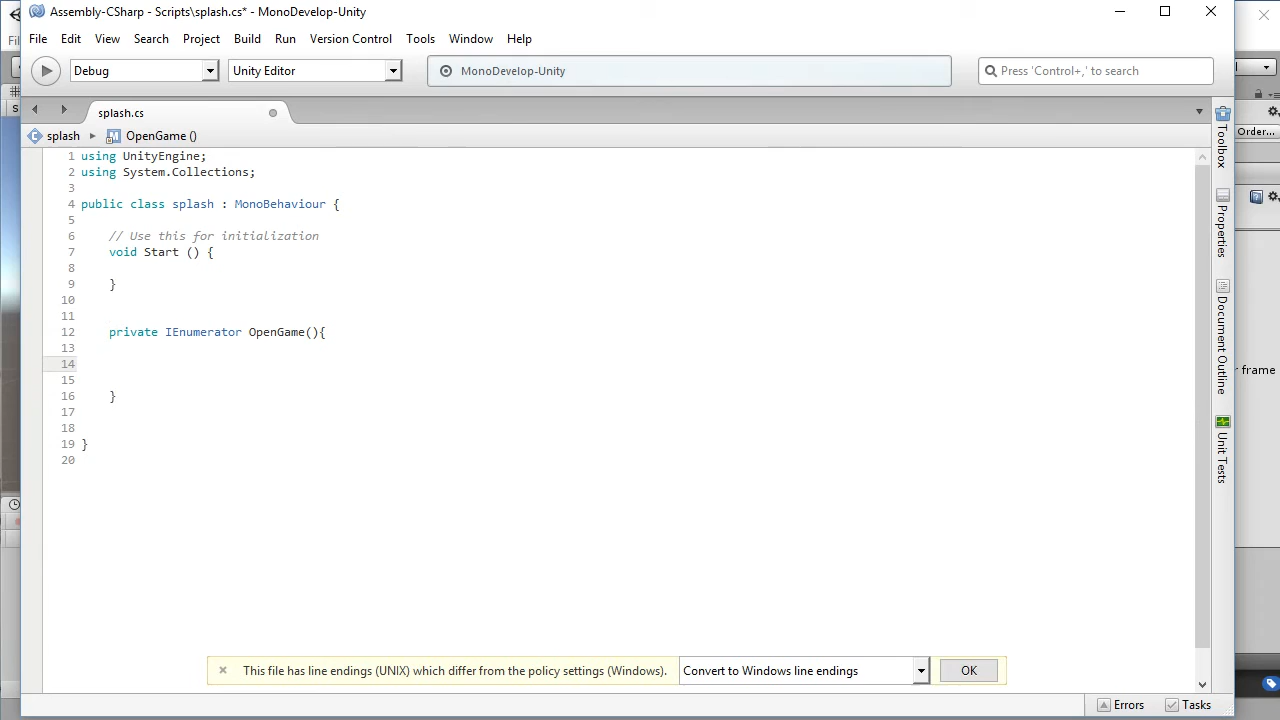 Assembly-CSharp - Scripts\splash.cs* - MonoDevelop-Unity
File Edit View Search Project Build Run Version Control Tools Window Help
Debug Unity Editor MonoDevelop-Unity Press 'Control+,' to search
splash.cs
splash OpenGame ()
1 using UnityEngine;
2 using System.Collections;
3
4 public class splash : MonoBehaviour {
5
6 // Use this for initialization
7 void Start () {
8
9 }
10
11
12 private IEnumerator OpenGame(){
13
14
15
16 }
17
18
19 }
20
This file has line endings (UNIX) which differ from the policy settings (Windows). Convert to Windows line endings OK
Errors Tasks
Toolbox
Properties
Document Outline
Unit Tests
Order...
r frame